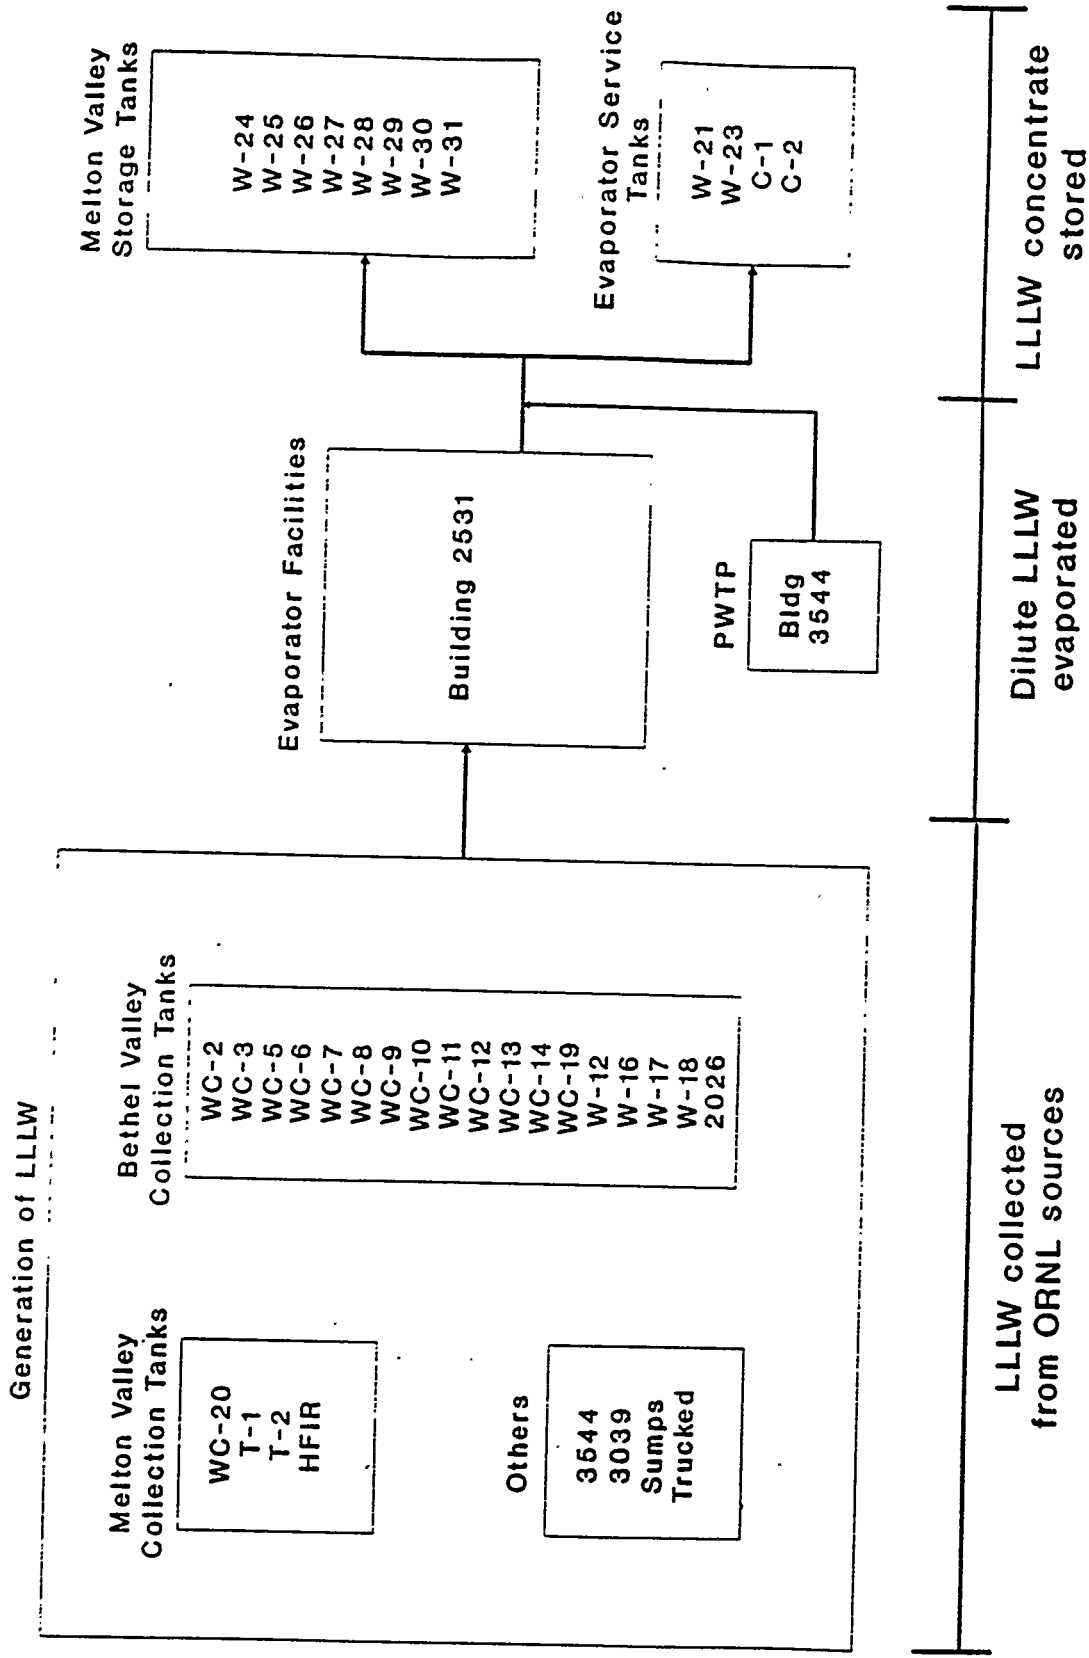 Generation of LLLW
Melton Valley
Collection Tanks
WC-20
T-1
T-2
HFIR
Others
3544
3039
Sumps
Trucked
Bethel Valley
Collection Tanks
WC-2
WC-3
WC-5
WC-6
WC-7
WC-8
WC-9
WC-10
WC-11
WC-12
WC-13
WC-14
WC-19
W-12
W-16
W-17
W-18
2026
Evaporator Facilities
Building 2531
PWTP
Bldg
3544
Melton Valley
Storage Tanks
W-24
W-25
W-26
W-27
W-28
W-29
W-30
W-31
Evaporator Service
Tanks
W-21
W-23
C-1
C-2
LLLW collected
from ORNL sources
Dilute LLLW
evaporated
LLLW concentrate
stored